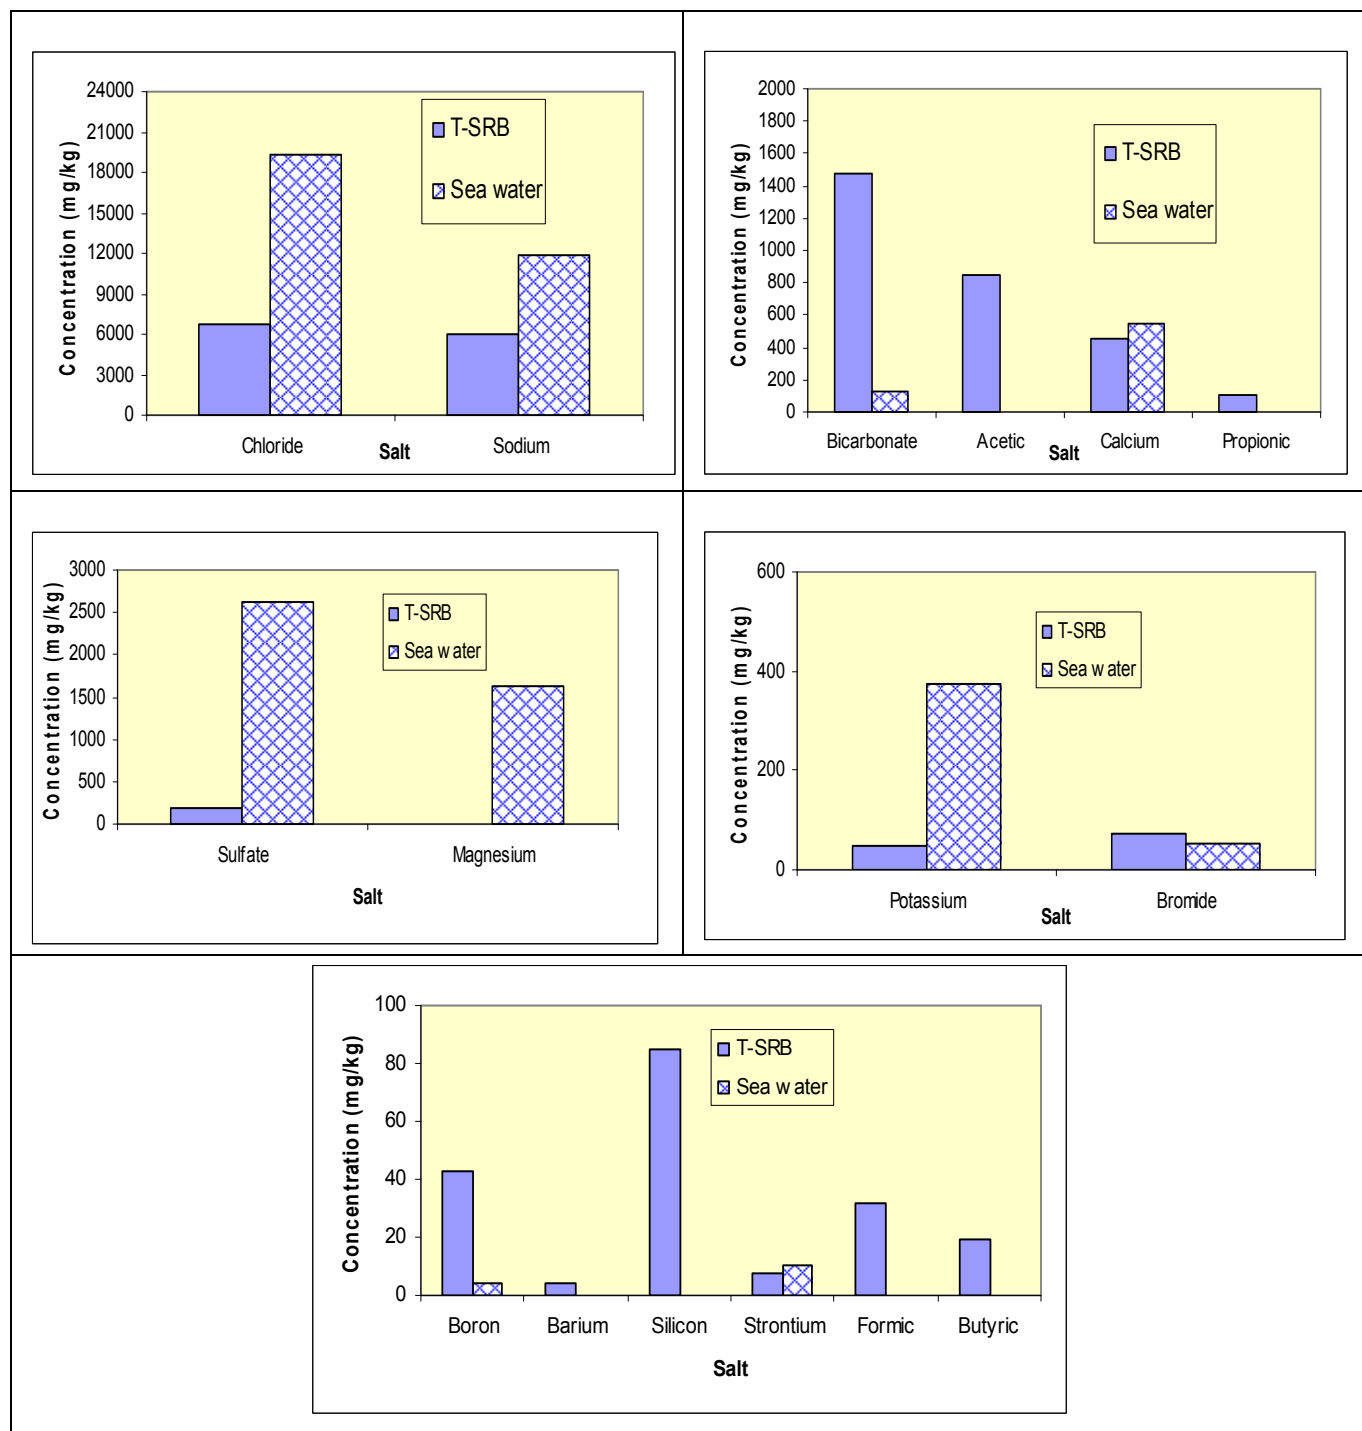 Concentration (mg/kg)
24000
21000
18000
15000
12000
9000
6000
3000
0
T-SRB
Sea water
Chloride
Sodium
Salt
Concentration (mg/kg)
2000
1800
1600
1400
1200
1000
800
600
400
200
0
T-SRB
Sea water
Bicarbonate
Acetic
Calcium
Propionic
Salt
Concentration (mg/kg)
3000
2500
2000
1500
1000
500
0
T-SRB
Sea water
Sulfate
Magnesium
Salt
Concentration (mg/kg)
600
400
200
0
T-SRB
Sea water
Potassium
Bromide
Salt
Concentration (mg/kg)
100
80
60
40
20
0
T-SRB
Sea water
Boron
Barium
Silicon
Strontium
Formic
Butyric
Salt